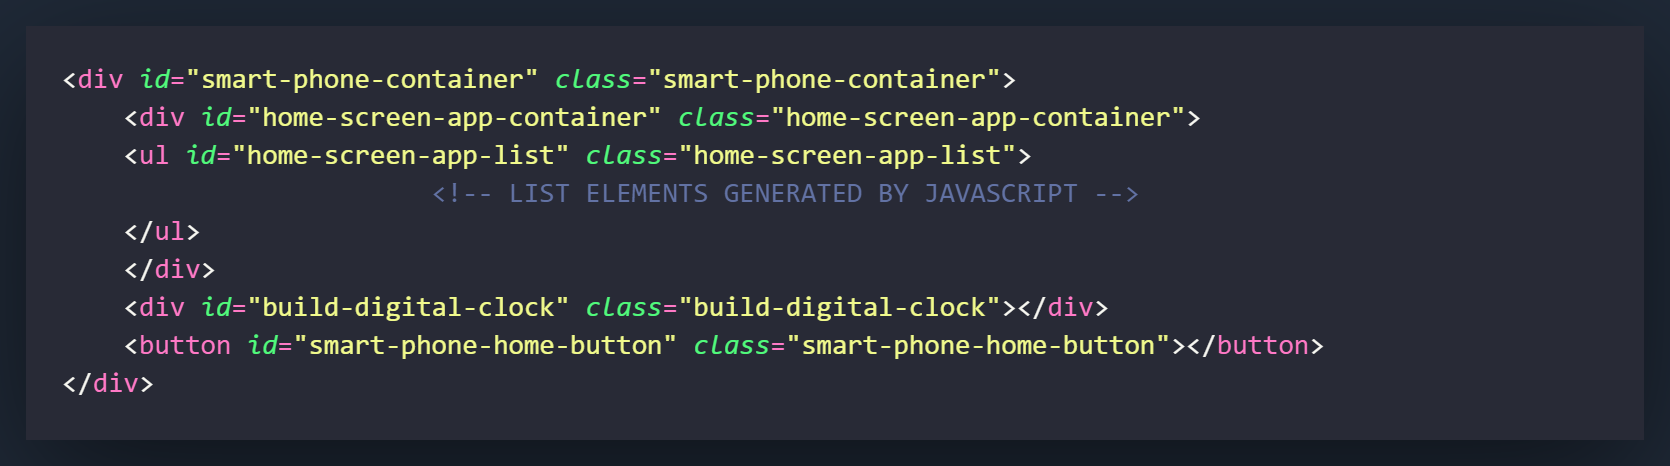 <div id="smart-phone-container" class="smart-phone-container">
    <div id="home-screen-app-container" class="home-screen-app-container">
    <ul id="home-screen-app-list" class="home-screen-app-list">
                        <!-- LIST ELEMENTS GENERATED BY JAVASCRIPT -->
    </ul>
    </div>
    <div id="build-digital-clock" class="build-digital-clock"></div>
    <button id="smart-phone-home-button" class="smart-phone-home-button"></button>
</div>